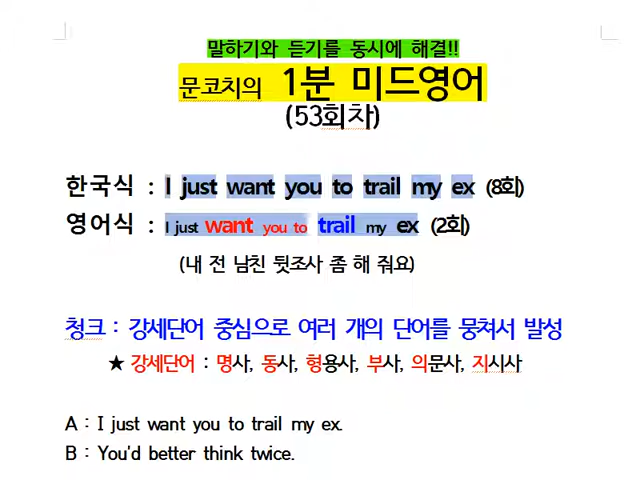 말하기와 듣기를 동시에 해결!!
문코치의 1분 미드영어
(53회차)
한국식 : I just want you to trail my ex (8회)
영어식 : I just want you to trail my ex (2회)
(내 전 남친 뒷조사 좀 해 줘요)
청크 : 강세단어 중심으로 여러 개의 단어를 뭉쳐서 발성
★ 강세단어 : 명사, 동사, 형용사, 부사, 의문사, 지시사
A : I just want you to trail my ex.
B : You'd better think twice.